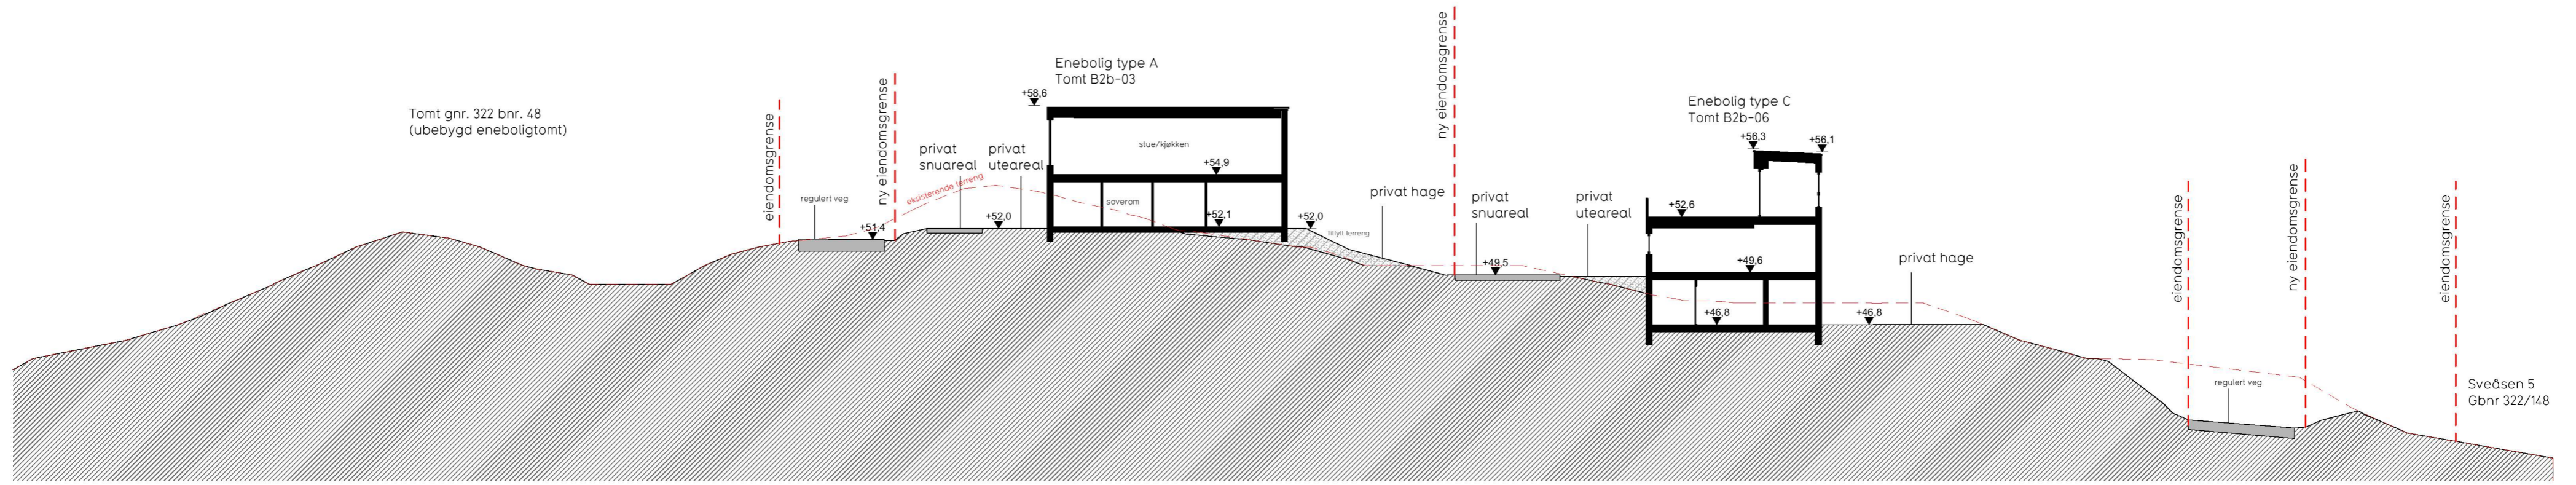 Tomt gnr. 322 bnr. 48
(ubebygd eneboligtomt)
eiendomsgrense
regulert veg
+51,4
ny eiendomsgrense
eksisterende terreng
privat
snuareal
privat
uteareal
+52,0
Enebolig type A
Tomt B2b-03
+58,6
stue/kjøkken
+54,9
soverom
+52,1
+52,0
Tilfylt terreng
privat hage
ny eiendomsgrense
privat
snuareal
+49,5
privat
uteareal
Enebolig type C
Tomt B2b-06
+56,3
+56,1
+52,6
+49,6
+46,8
+46,8
privat hage
eiendomsgrense
regulert veg
ny eiendomsgrense
eiendomsgrense
Sveåsen 5
Gbnr 322/148